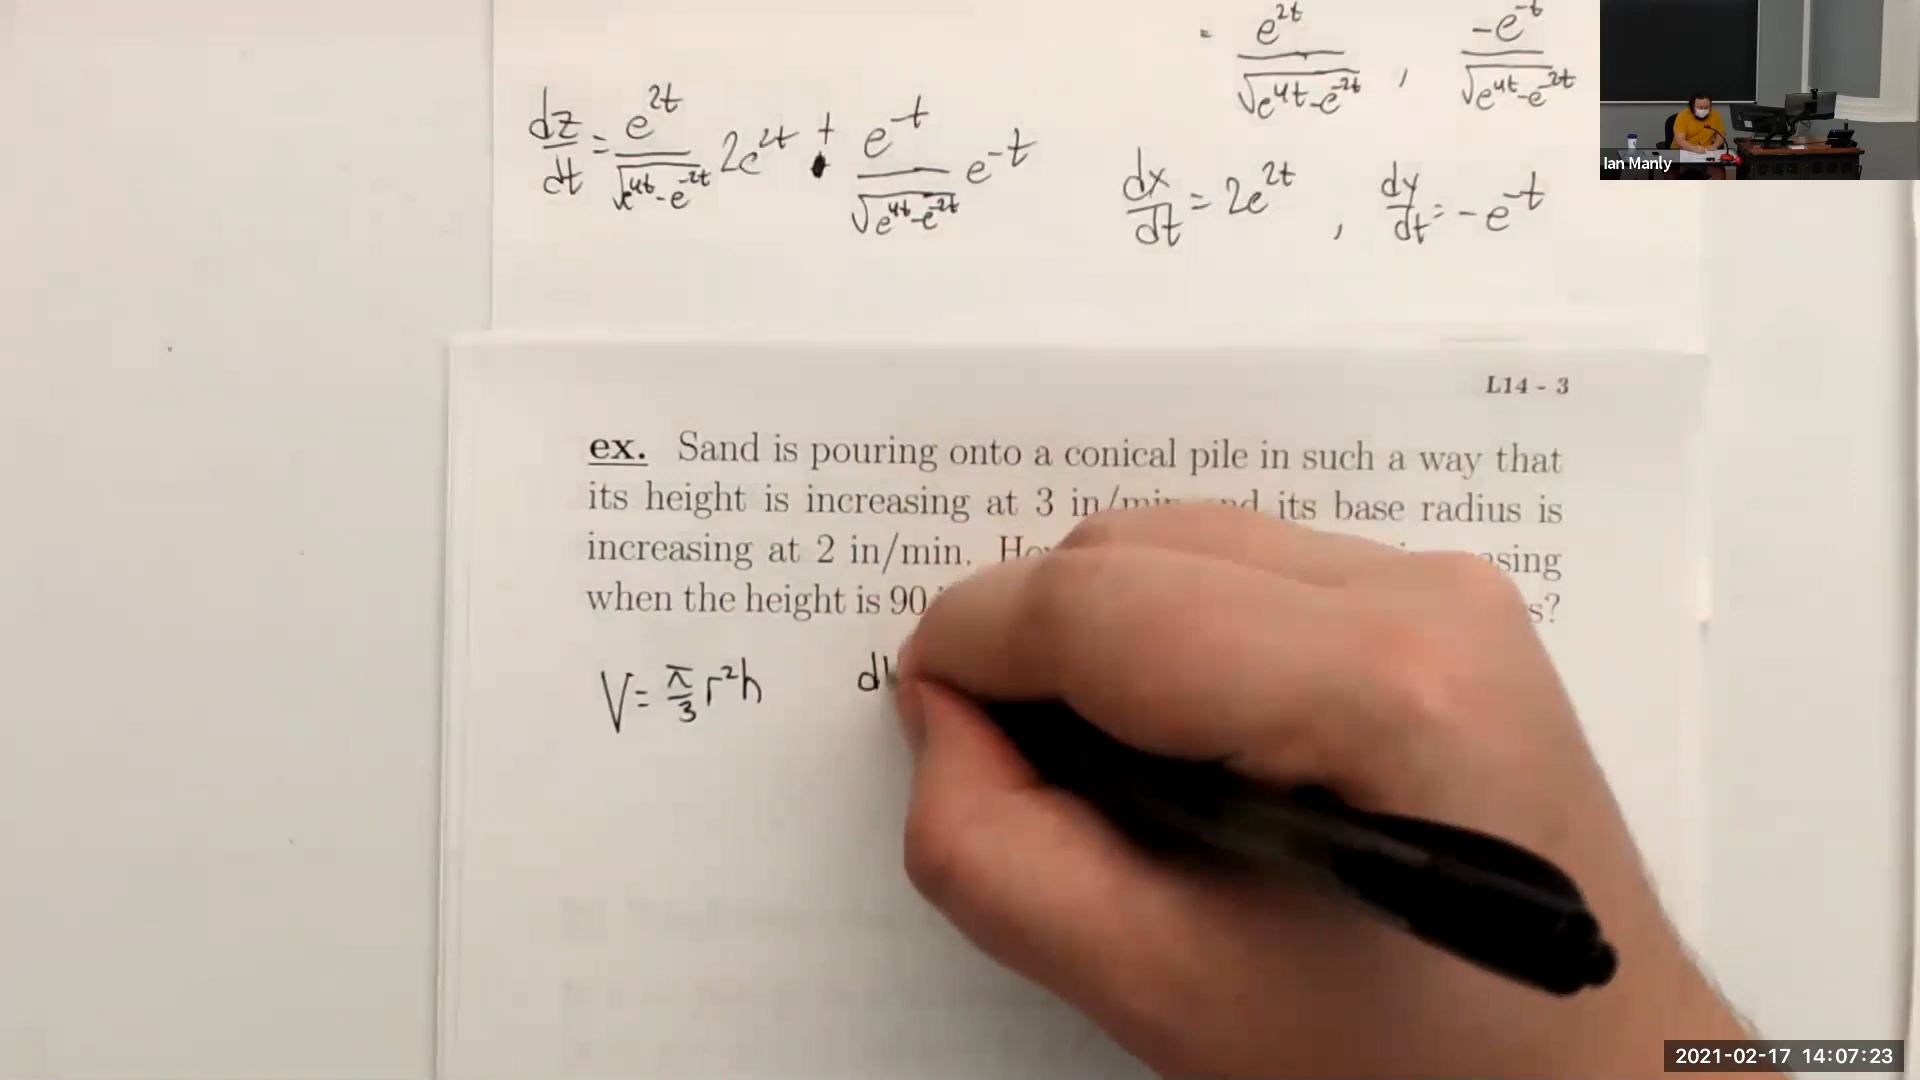 = e^{2t} / √(e^{4t}-e^{-2t}) , -e^{-t} / √(e^{4t}-e^{-2t})
dz/dt = e^{2t} / √(e^{4t}-e^{-2t}) 2e^{2t} + e^{-t} / √(e^{4t}-e^{-2t}) e^{-t}
dx/dt = 2e^{2t} , dy/dt = -e^{-t}
Ian Manly
L14 - 3
ex. Sand is pouring onto a conical pile in such a way that
its height is increasing at 3 in/min and its base radius is
increasing at 2 in/min.
when the height is 90
V = π/3 r²h
2021-02-17 14:07:23